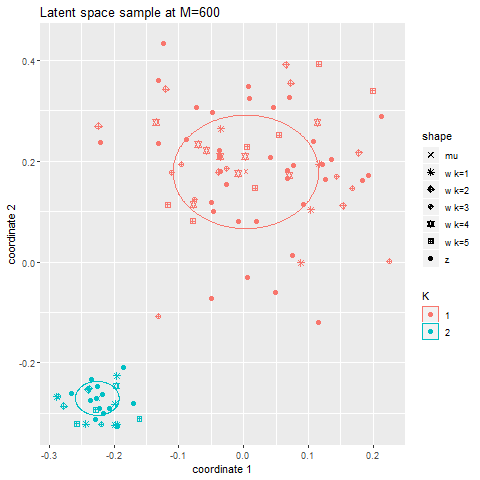 Latent space sample at M=600
0.4
0.2
0.0
-0.2
coordinate 2
-0.3
-0.2
-0.1
0.0
0.1
0.2
coordinate 1
shape
mu
w k=1
w k=2
w k=3
w k=4
w k=5
z
K
1
2